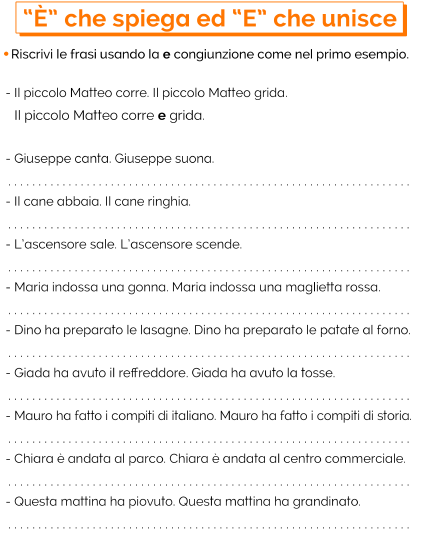 “È” che spiega ed “E” che unisce
• Riscrivi le frasi usando la e congiunzione come nel primo esempio.
- Il piccolo Matteo corre. Il piccolo Matteo grida.
Il piccolo Matteo corre e grida.
- Giuseppe canta. Giuseppe suona.
- Il cane abbaia. Il cane ringhia.
- L’ascensore sale. L’ascensore scende.
- Maria indossa una gonna. Maria indossa una maglietta rossa.
- Dino ha preparato le lasagne. Dino ha preparato le patate al forno.
- Giada ha avuto il reffreddore. Giada ha avuto la tosse.
- Mauro ha fatto i compiti di italiano. Mauro ha fatto i compiti di storia.
- Chiara è andata al parco. Chiara è andata al centro commerciale.
- Questa mattina ha piovuto. Questa mattina ha grandinato.